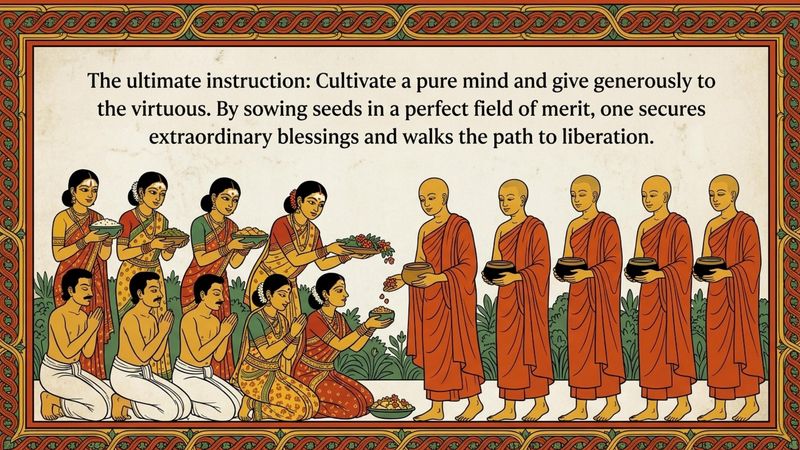 The ultimate instruction: Cultivate a pure mind and give generously to
the virtuous. By sowing seeds in a perfect field of merit, one secures
extraordinary blessings and walks the path to liberation.